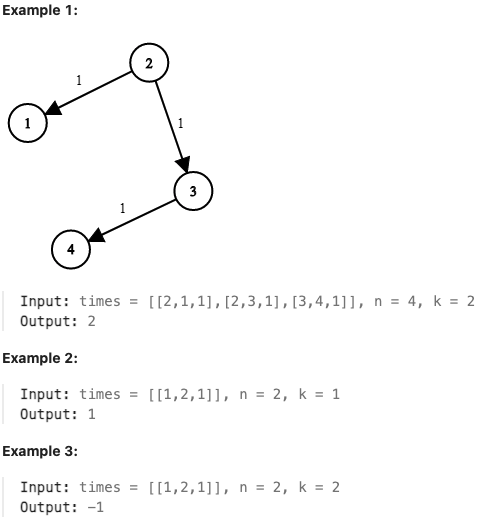 Example 1:
2
1
1
1
3
1
4
Input: times = [[2,1,1],[2,3,1],[3,4,1]], n = 4, k = 2
Output: 2
Example 2:
Input: times = [[1,2,1]], n = 2, k = 1
Output: 1
Example 3:
Input: times = [[1,2,1]], n = 2, k = 2
Output: -1